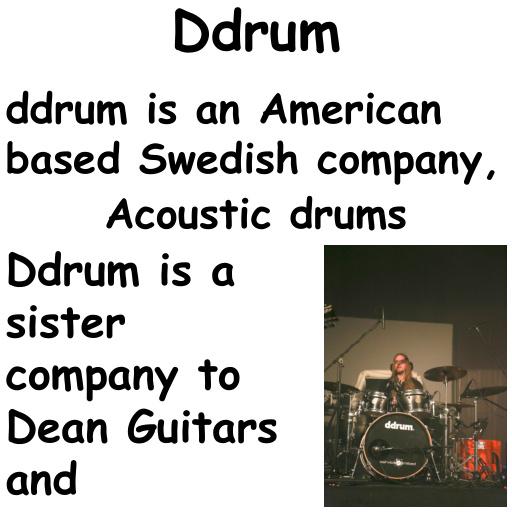 Ddrum
ddrum is an American
based Swedish company,
Acoustic drums
Ddrum is a
sister
company to
Dean Guitars
and
ddrum.